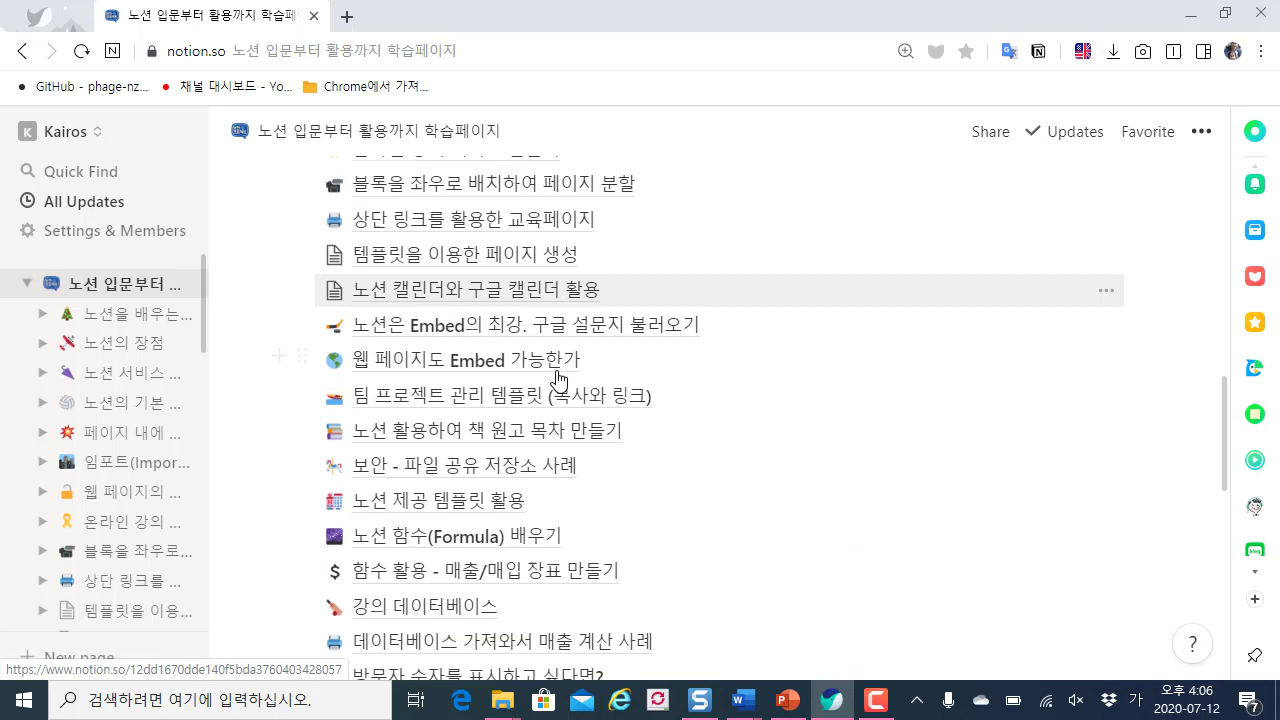 노션 입문부터 활용까지 학습페이
notion.so 노션 입문부터 활용까지 학습페이지
GitHub - phage-nz...
채널 대시보드 - Yo...
Chrome에서 가져...
K Kairos
노션 입문부터 활용까지 학습페이지
Share
Updates
Favorite
Quick Find
All Updates
Settings & Members
노션 입문부터 ...
노션을 배우는...
노션의 장점
노션 서비스 ...
노션의 기본 ...
페이지 내에 ...
임포트(Impor...
웹 페이지의 ...
온라인 강의 ...
블록을 좌우로...
상단 링크를 ...
템플릿을 이용...
New page
블록을 좌우로 배치하여 페이지 분할
상단 링크를 활용한 교육페이지
템플릿을 이용한 페이지 생성
노션 캘린더와 구글 캘린더 활용
노션은 Embed의 최강. 구글 설문지 불러오기
웹 페이지도 Embed 가능한가
팀 프로젝트 관리 템플릿 (복사와 링크)
노션 활용하여 책 원고 목차 만들기
보안 - 파일 공유 저장소 사례
노션 제공 템플릿 활용
노션 함수(Formula) 배우기
$ 함수 활용 - 매출/매입 장표 만들기
강의 데이터베이스
데이터베이스 가져와서 매출 계산 사례
방문자 숫자를 표시하고 싶다면?
?
https://www.notion.so/12dd1670dde140f5bda3760403428057
검색하려면 여기에 입력하십시오.
가
오후 4:06
2020-07-12
7